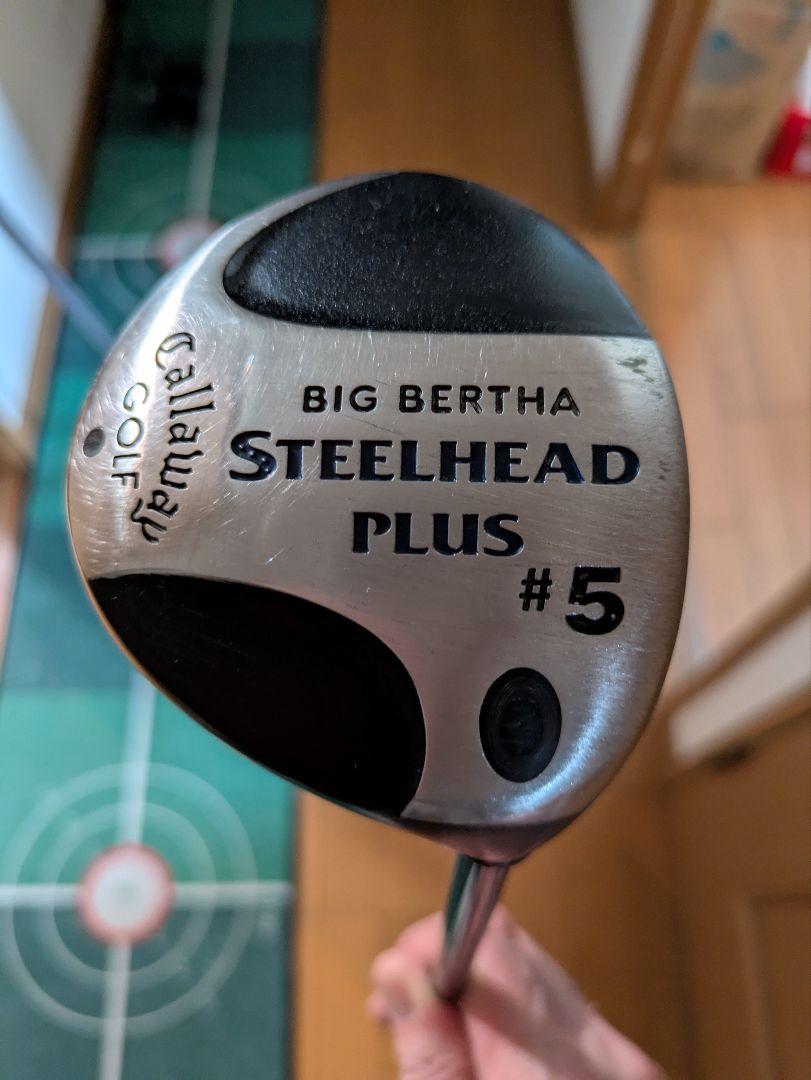 BIG BERTHA
STEELHEAD
PLUS
#5
Callaway
GOLF